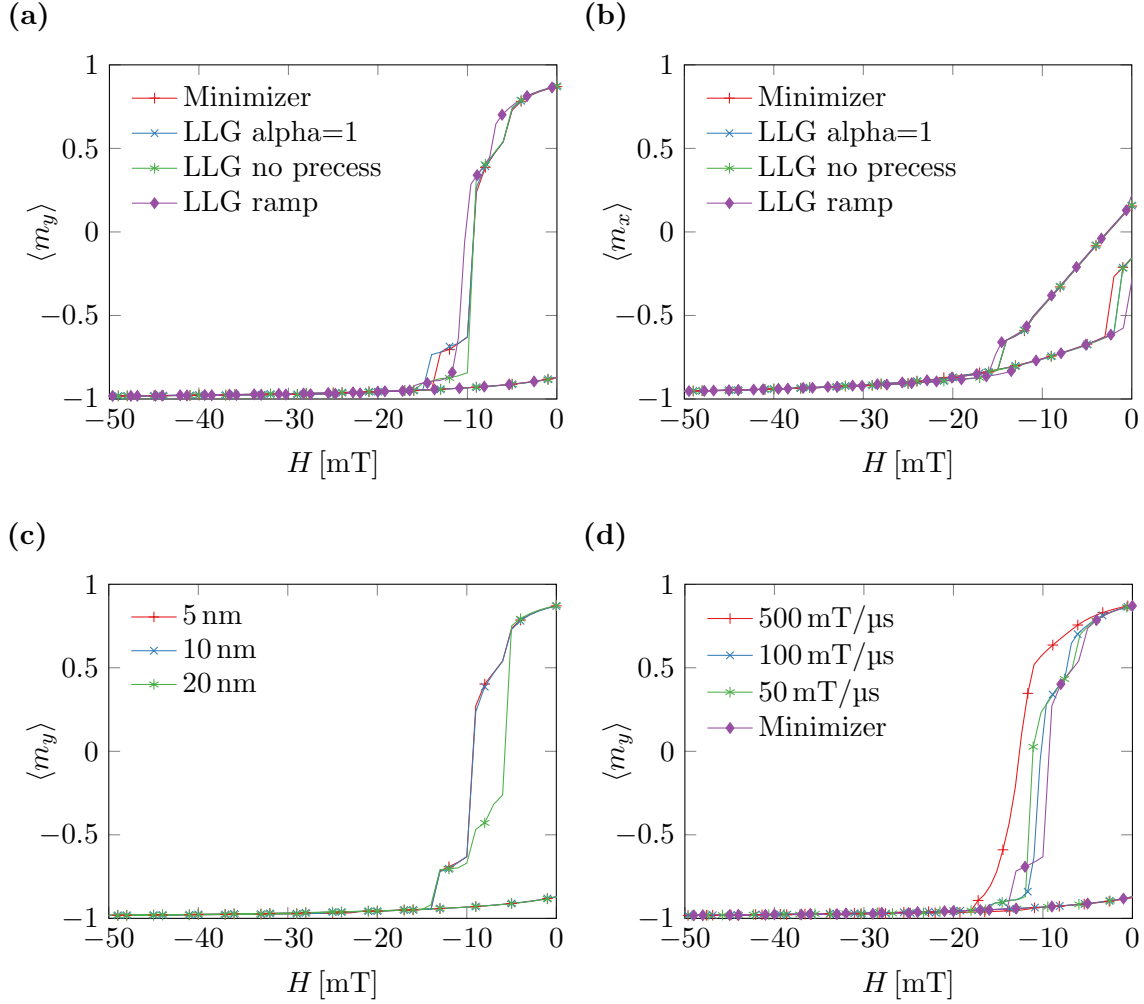 (a)
1
0.5
0
−0.5
−1
⟨m_y⟩
Minimizer
LLG alpha=1
LLG no precess
LLG ramp
−50 −40 −30 −20 −10 0
H [mT]
(b)
1
0.5
0
−0.5
−1
⟨m_x⟩
Minimizer
LLG alpha=1
LLG no precess
LLG ramp
−50 −40 −30 −20 −10 0
H [mT]
(c)
1
0.5
0
−0.5
−1
⟨m_y⟩
5 nm
10 nm
20 nm
−50 −40 −30 −20 −10 0
H [mT]
(d)
1
0.5
0
−0.5
−1
⟨m_y⟩
500 mT/µs
100 mT/µs
50 mT/µs
Minimizer
−50 −40 −30 −20 −10 0
H [mT]